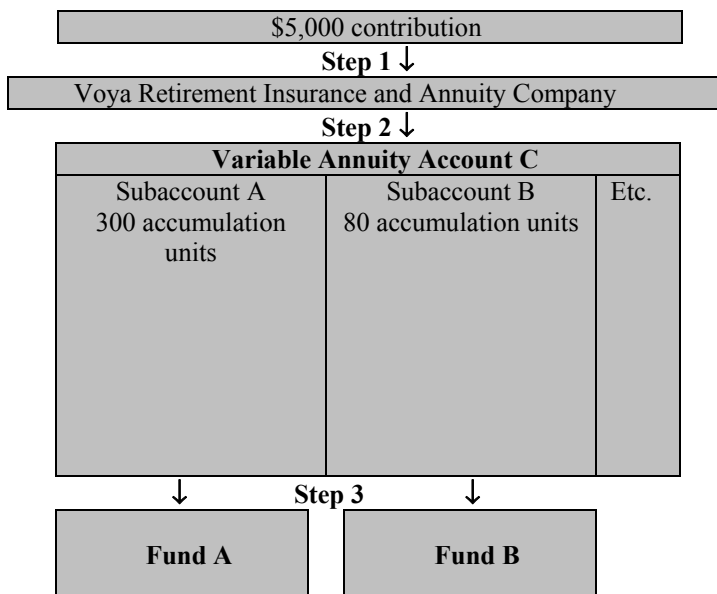 $5,000 contribution
Step 1 ↓
Voya Retirement Insurance and Annuity Company
Step 2 ↓
Variable Annuity Account C
Subaccount A
300 accumulation
units
Subaccount B
80 accumulation units
Etc.
↓ Step 3 ↓
Fund A
Fund B